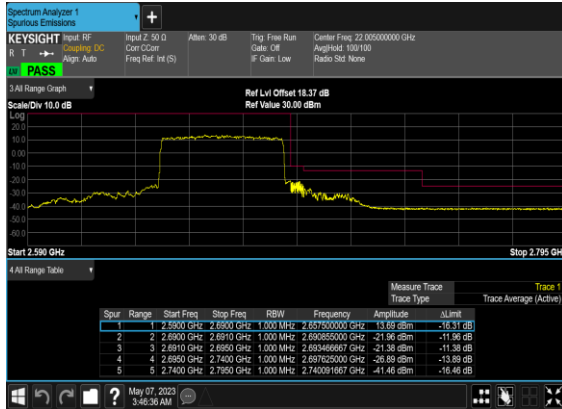 Spectrum Analyzer 1
Spurious Emissions
KEYSIGHT Input: RF Input Z: 50 Ω Atten: 30 dB Trig: Free Run Center Freq: 22.005000000 GHz
R T Coupling: DC Corr CCorr Gate: Off Avg|Hold: 100/100
Align: Auto Freq Ref: Int (S) IF Gain: Low Radio Std: None
LXI PASS
3 All Range Graph
Ref Lvl Offset 18.37 dB
Scale/Div 10.0 dB Ref Value 30.00 dBm
Log
20.0
10.0
0.00
-10.0
-20.0
-30.0
-40.0
-50.0
-60.0
Start 2.590 GHz Stop 2.795 GH
4 All Range Table
Measure Trace Trace 1
Trace Type Trace Average (Active)
Spur Range Start Freq Stop Freq RBW Frequency Amplitude ΔLimit
1 1 2.5900 GHz 2.6900 GHz 1.000 MHz 2.657500000 GHz 13.69 dBm -16.31 dB
2 2 2.6900 GHz 2.6910 GHz 1.000 MHz 2.690855000 GHz -21.96 dBm -11.96 dB
3 3 2.6910 GHz 2.6950 GHz 1.000 MHz 2.693466667 GHz -21.38 dBm -11.38 dB
4 4 2.6950 GHz 2.7400 GHz 1.000 MHz 2.697625000 GHz -26.89 dBm -13.89 dB
5 5 2.7400 GHz 2.7950 GHz 1.000 MHz 2.740091667 GHz -41.46 dBm -16.46 dB
? May 07, 2023
3:46:36 AM